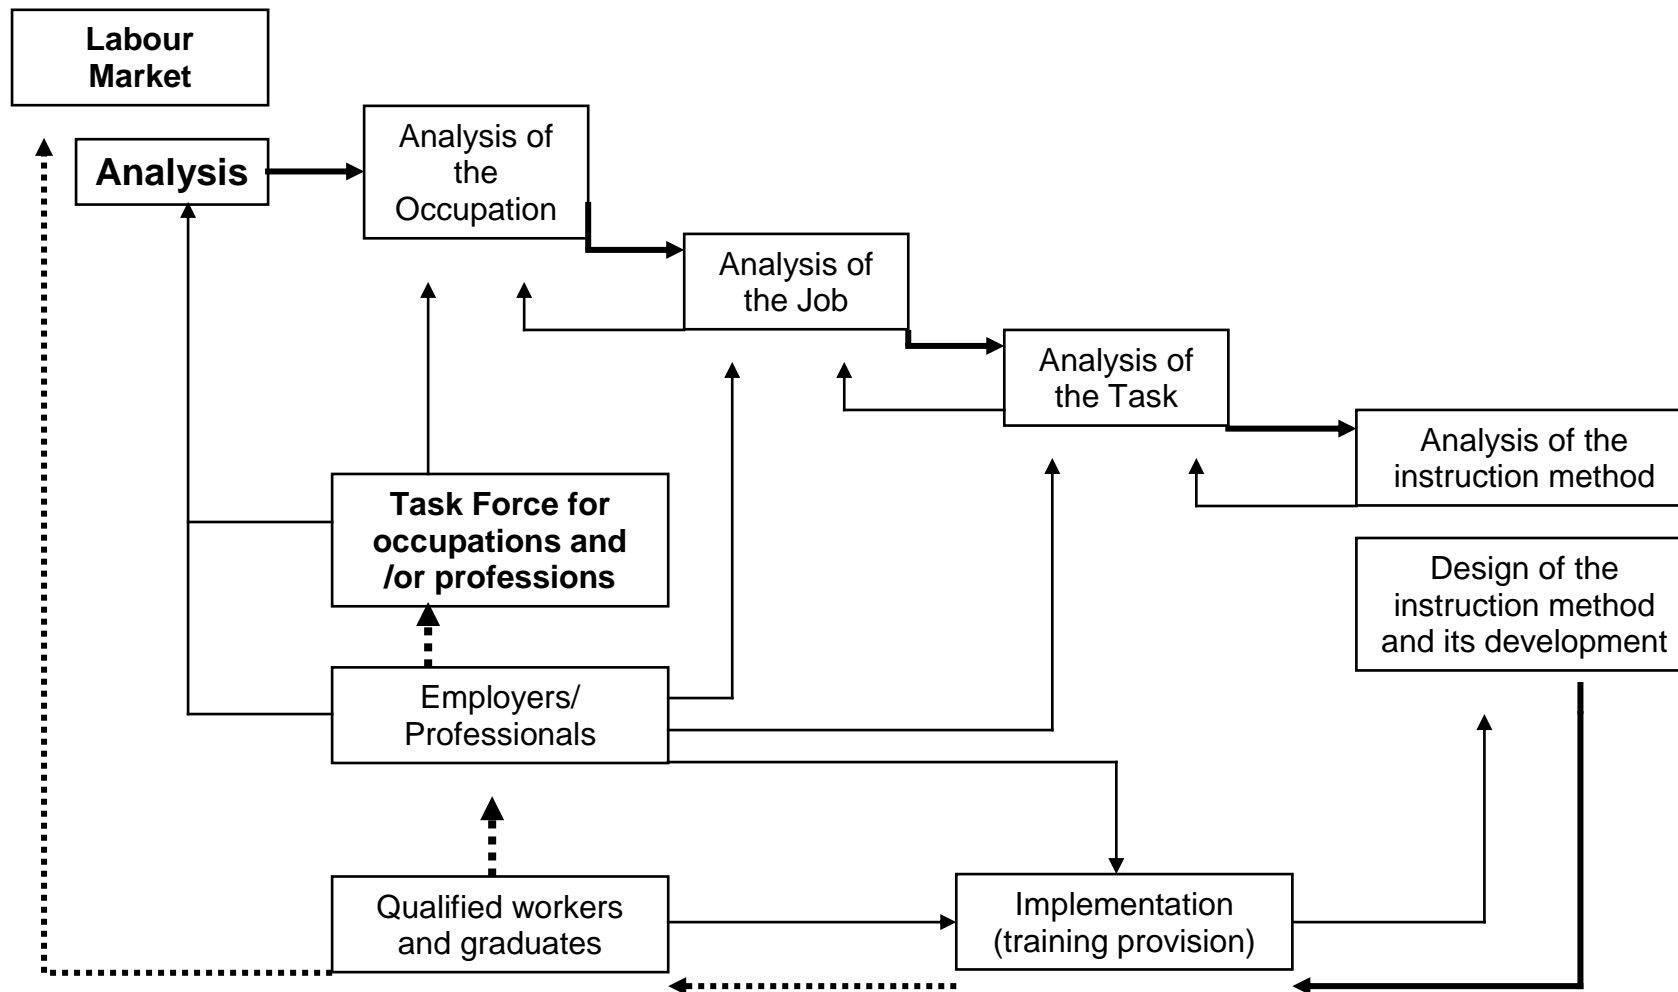 Labour
Market
Analysis
Analysis of
the
Occupation
Analysis of
the Job
Analysis of
the Task
Analysis of the
instruction method
Task Force for
occupations and
/or professions
Design of the
instruction method
and its development
Employers/
Professionals
Qualified workers
and graduates
Implementation
(training provision)